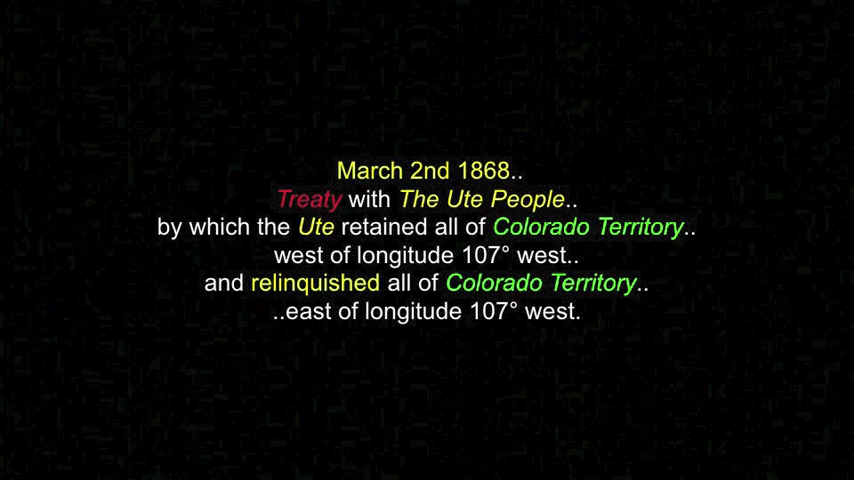 March 2nd 1868..
Treaty with The Ute People..
by which the Ute retained all of Colorado Territory..
west of longitude 107° west..
and relinquished all of Colorado Territory..
..east of longitude 107° west.